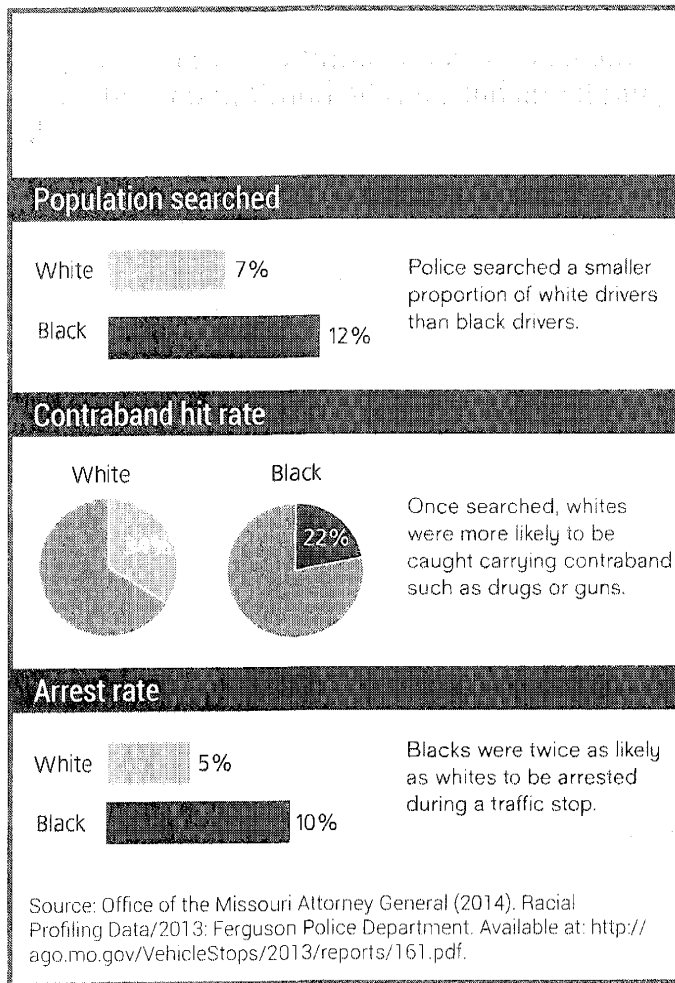 Population searched
White 7%
Black 12%
Police searched a smaller
proportion of white drivers
than black drivers.
Contraband hit rate
White
Black
22%
Once searched, whites
were more likely to be
caught carrying contraband
such as drugs or guns.
Arrest rate
White 5%
Black 10%
Blacks were twice as likely
as whites to be arrested
during a traffic stop.
Source: Office of the Missouri Attorney General (2014). Racial
Profiling Data/2013: Ferguson Police Department. Available at: http://
ago.mo.gov/VehicleStops/2013/reports/161.pdf.